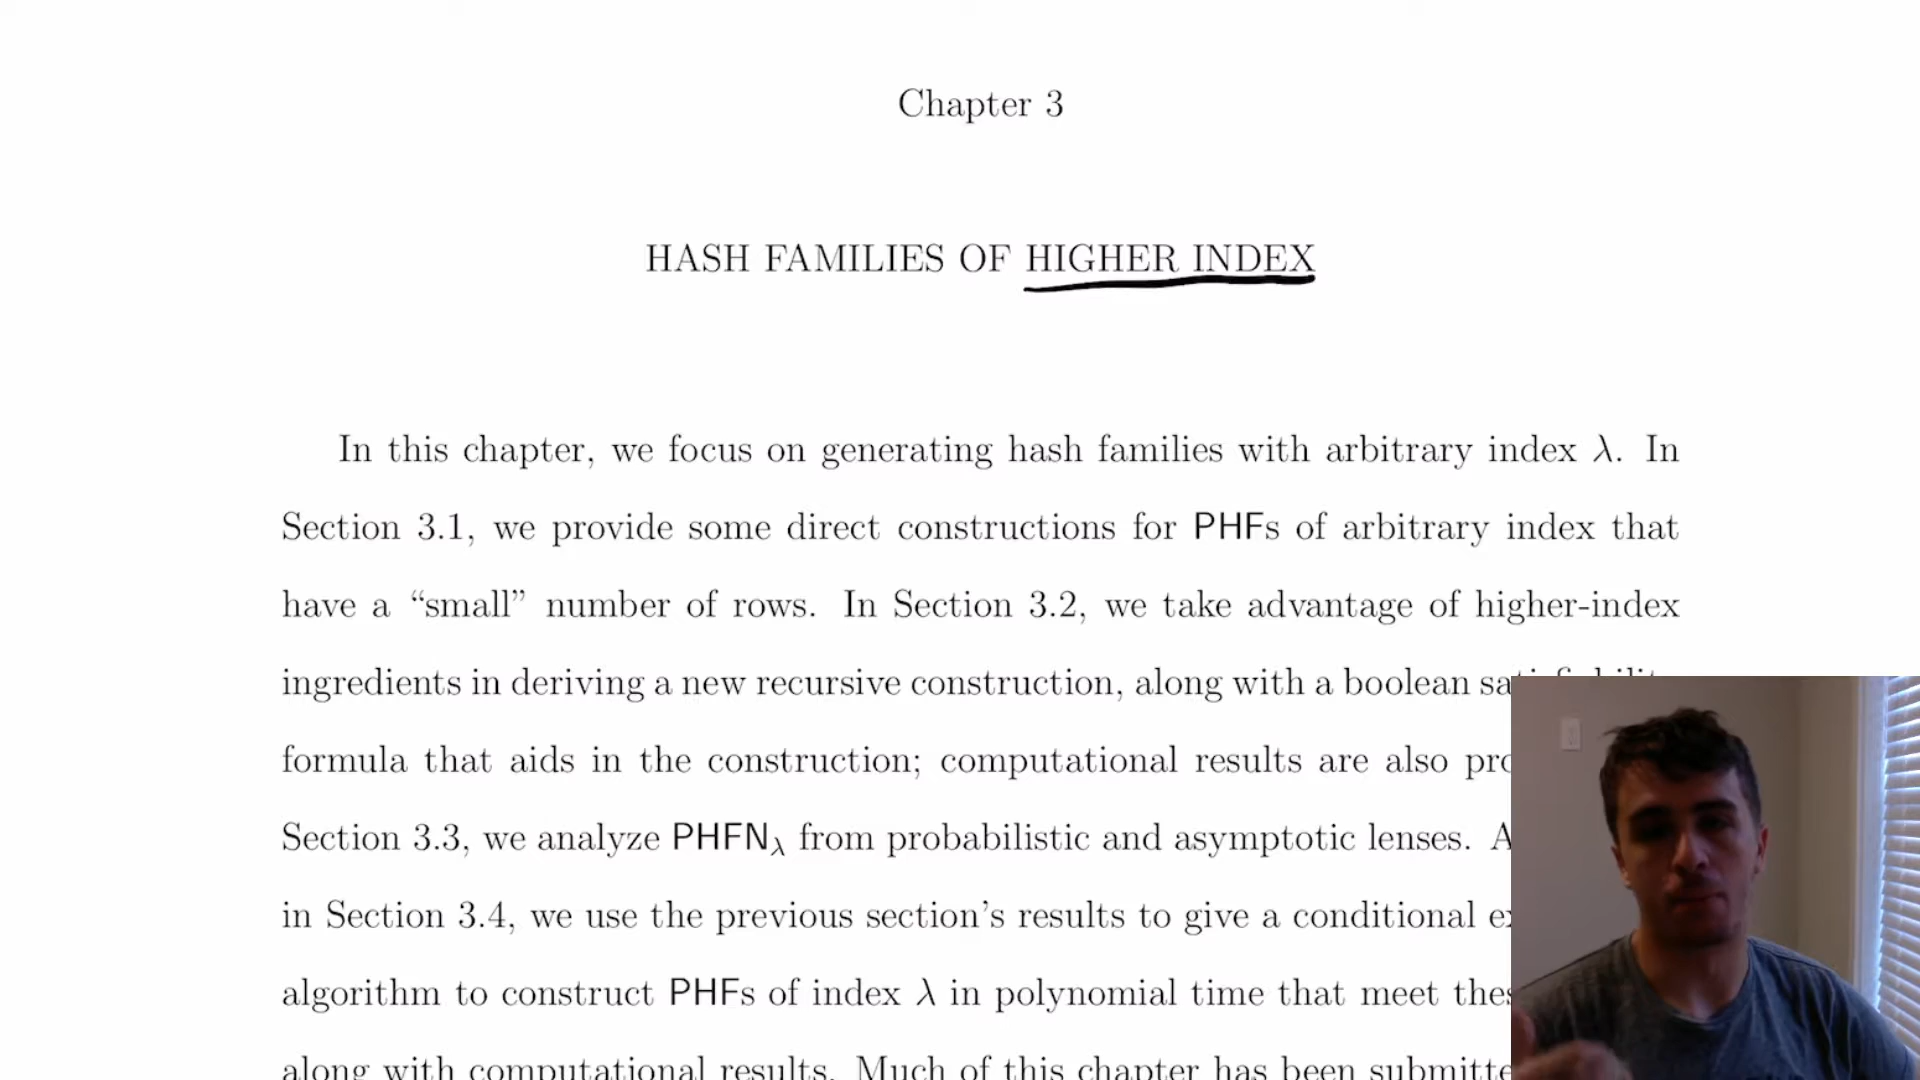 Chapter 3
HASH FAMILIES OF HIGHER INDEX
In this chapter, we focus on generating hash families with arbitrary index λ. In
Section 3.1, we provide some direct constructions for PHFs of arbitrary index that
have a “small” number of rows. In Section 3.2, we take advantage of higher-index
ingredients in deriving a new recursive construction, along with a boolean
formula that aids in the construction; computational results are also
Section 3.3, we analyze PHFN_λ from probabilistic and asymptotic lenses.
in Section 3.4, we use the previous section’s results to give a conditional
algorithm to construct PHFs of index λ in polynomial time that meet
along with computational results. Much of this chapter has been